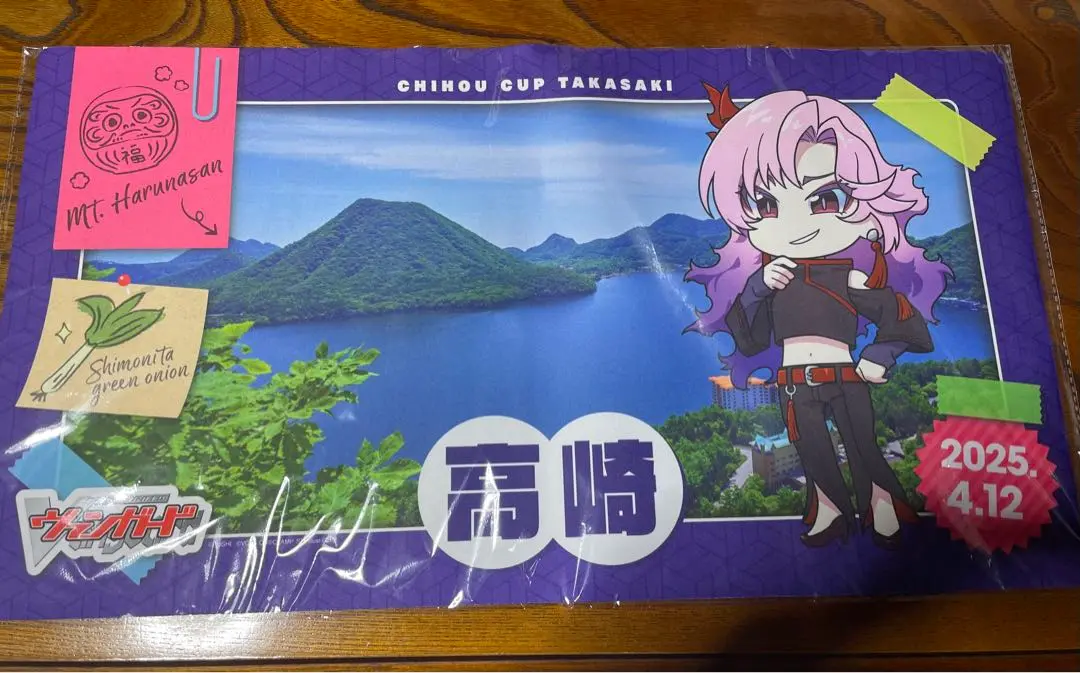 CHIHOU CUP TAKASAKI
福
Mt. Harunasan
Shimonita
green onion
高崎
2025.
4.12
ヴァンガード